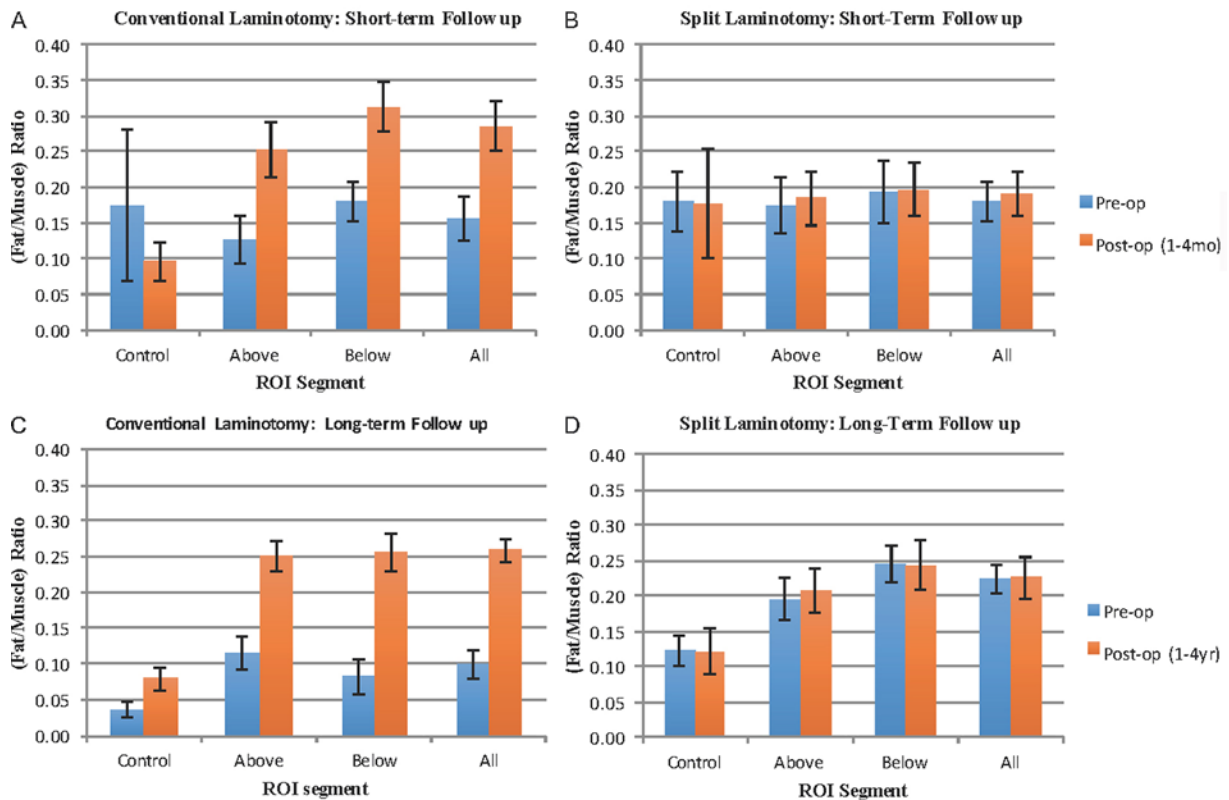 A
Conventional Laminotomy: Short-term Follow up
(Fat/Muscle) Ratio
0.40
0.35
0.30
0.25
0.20
0.15
0.10
0.05
0.00
Control Above Below All
ROI Segment
B
Split Laminotomy: Short-Term Follow up
(Fat/Muscle) Ratio
0.40
0.35
0.30
0.25
0.20
0.15
0.10
0.05
0.00
Control Above Below All
ROI Segment
Pre-op
Post-op (1-4mo)
C
Conventional Laminotomy: Long-term Follow up
(Fat/Muscle) Ratio
0.40
0.35
0.30
0.25
0.20
0.15
0.10
0.05
0.00
Control Above Below All
ROI segment
D
Split Laminotomy: Long-Term Follow up
(Fat/Muscle) Ratio
0.40
0.35
0.30
0.25
0.20
0.15
0.10
0.05
0.00
Control Above Below All
ROI Segment
Pre-op
Post-op (1-4yr)